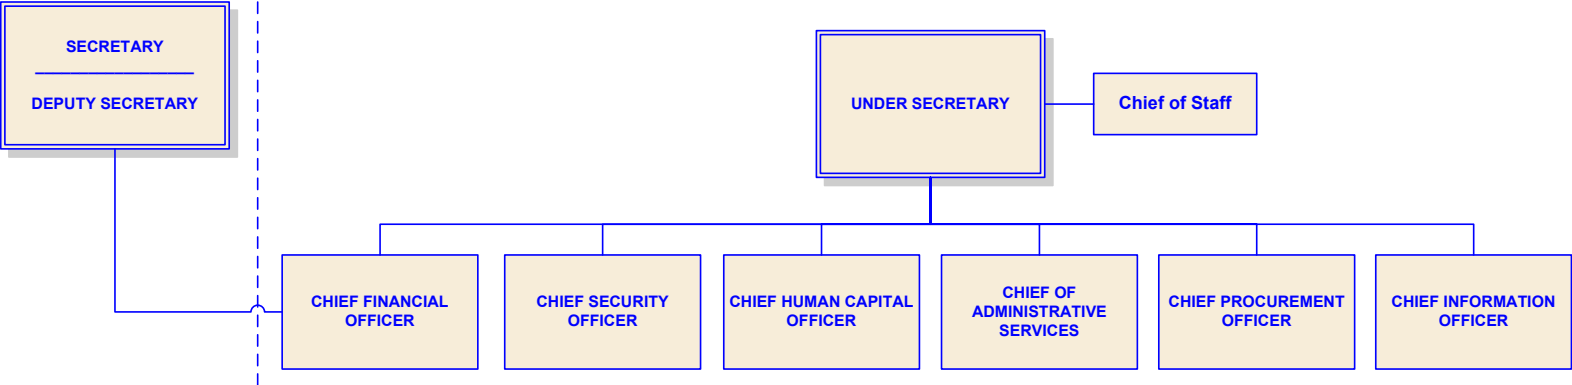 SECRETARY
DEPUTY SECRETARY
UNDER SECRETARY
Chief of Staff
CHIEF FINANCIAL
OFFICER
CHIEF SECURITY
OFFICER
CHIEF HUMAN CAPITAL
OFFICER
CHIEF OF
ADMINISTRATIVE
SERVICES
CHIEF PROCUREMENT
OFFICER
CHIEF INFORMATION
OFFICER